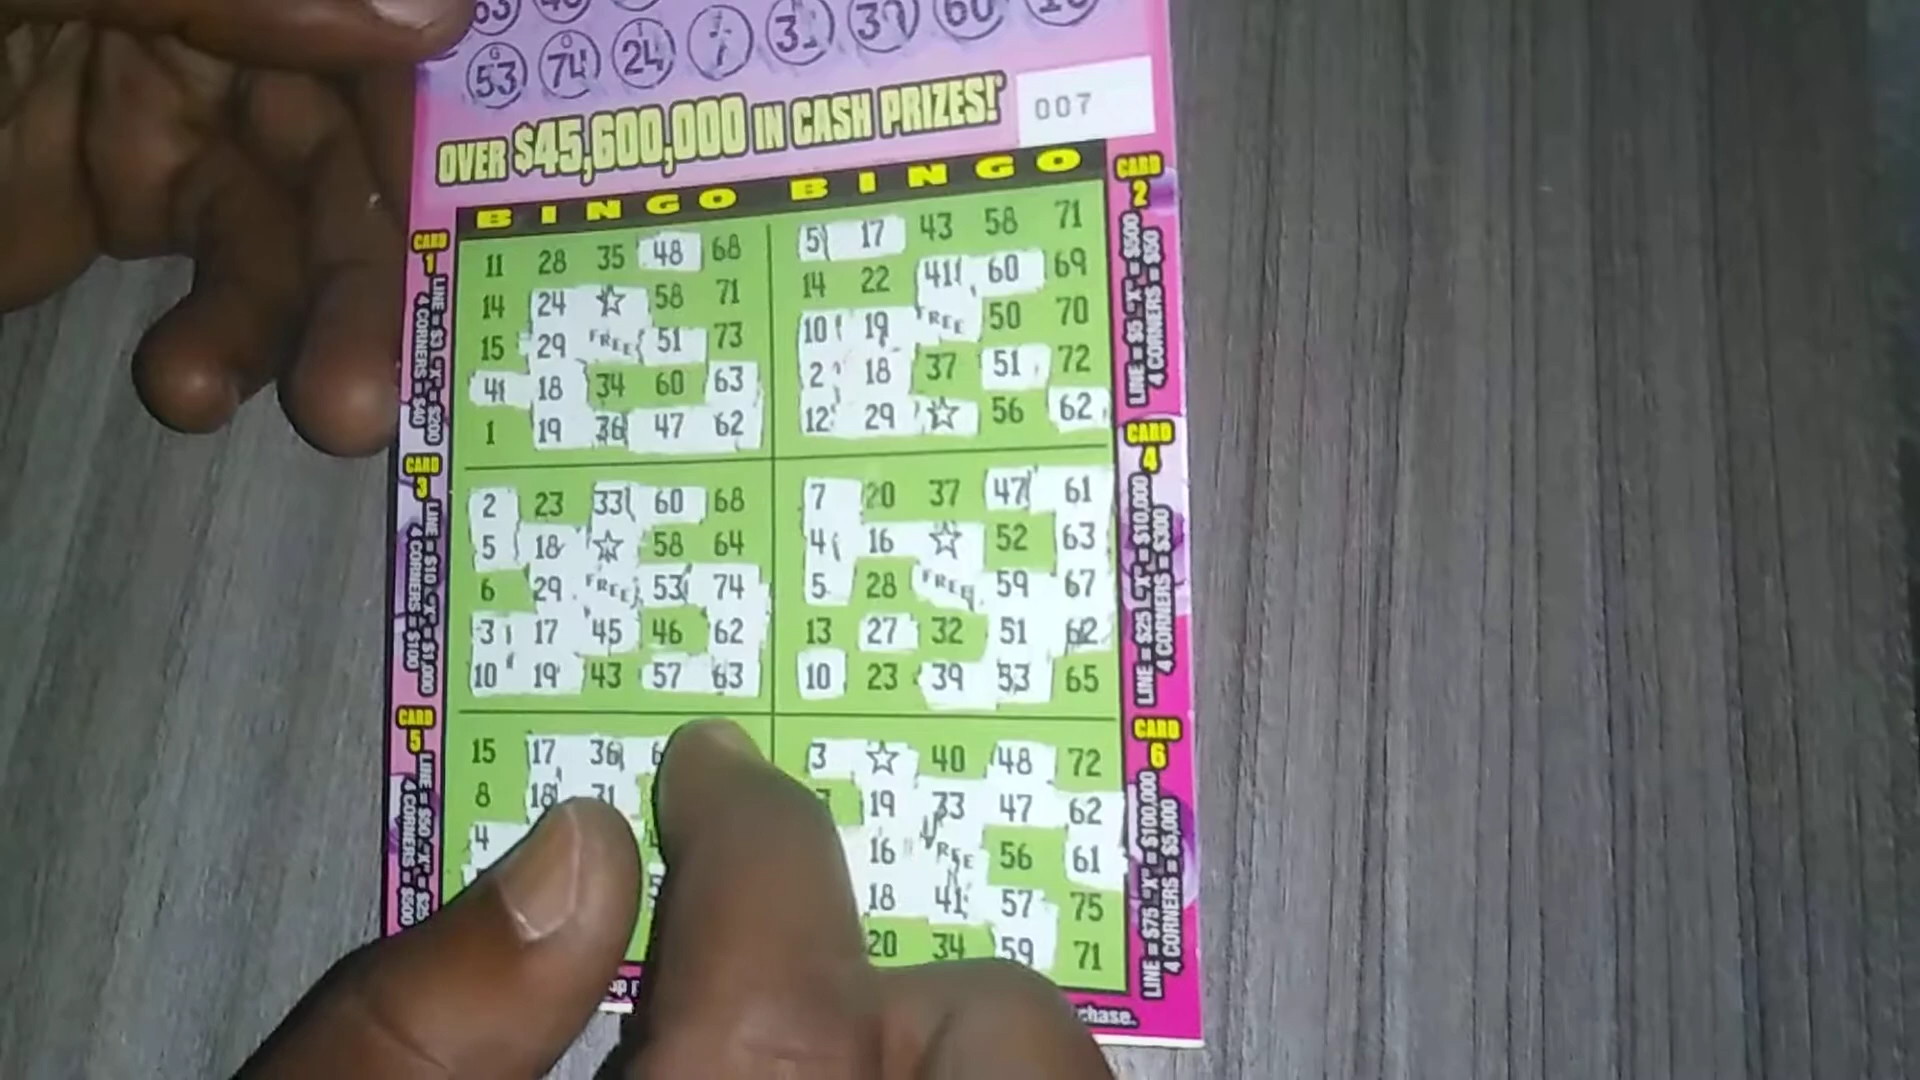 53 74 24 7 31 37 60
OVER $45,600,000 IN CASH PRIZES!*
007
B I N G O B I N G O
CARD 1
LINE = $3 "X" = $200
4 CORNERS = $40
11 28 35 48 68
14 24 58 71
15 29 FREE 51 73
4 18 34 60 63
1 19 36 47 62
CARD 2
LINE = $5 "X" = $500
4 CORNERS = $50
5 17 43 58 71
14 22 41 60 69
10 19 FREE 50 70
2 18 37 51 72
12 29 56 62
CARD 3
LINE = $10 "X" = $1,000
4 CORNERS = $100
2 23 33 60 68
5 18 58 64
6 29 FREE 53 74
3 17 45 46 62
10 19 43 57 63
CARD 4
LINE = $25 "X" = $10,000
4 CORNERS = $300
7 20 37 47 61
4 16 52 63
5 28 FREE 59 67
13 27 32 51 62
10 23 39 53 65
CARD 5
LINE = $50 "X" = $25
4 CORNERS = $500
15 17 36
8 18 31
4
CARD 6
LINE = $75 "X" = $100,000
4 CORNERS = $5,000
3 40 48 72
19 33 47 62
16 FREE 56 61
18 41 57 75
20 34 59 71
chase.